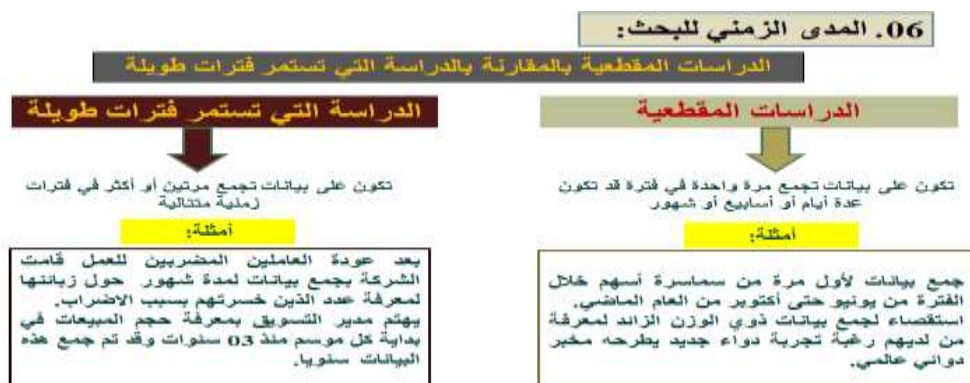 06. المدى الزمني للبحث:
الدراسات المقطعية بالمقارنة بالدراسة التي تستمر فترات طويلة
الدراسات المقطعية
تكون على بيانات تجمع مرة واحدة في فترة قد تكون
عدة أيام أو أسابيع أو شهور
أمثلة:
جمع بيانات لأول مرة من سماسرة أسهم خلال
الفترة من يونيو حتى أكتوبر من العام الماضي.
استقصاء لجمع بيانات ذوي الوزن الزائد لمعرفة
من لديهم رغبة تجربة دواء جديد يطرحه مخبر
دوائي عالمي.
الدراسة التي تستمر فترات طويلة
تكون على بيانات تجمع مرتين أو أكثر في فترات
زمنية متتالية
أمثلة:
بعد عودة العاملين المضربين للعمل قامت
الشركة بجمع بيانات لمدة شهور حول زبائنها
لمعرفة عدد الذين خسرتهم بسبب الاضراب.
يهتم مدير التسويق بمعرفة حجم المبيعات في
بداية كل موسم منذ 03 سنوات وقد تم جمع هذه
البيانات سنويا.